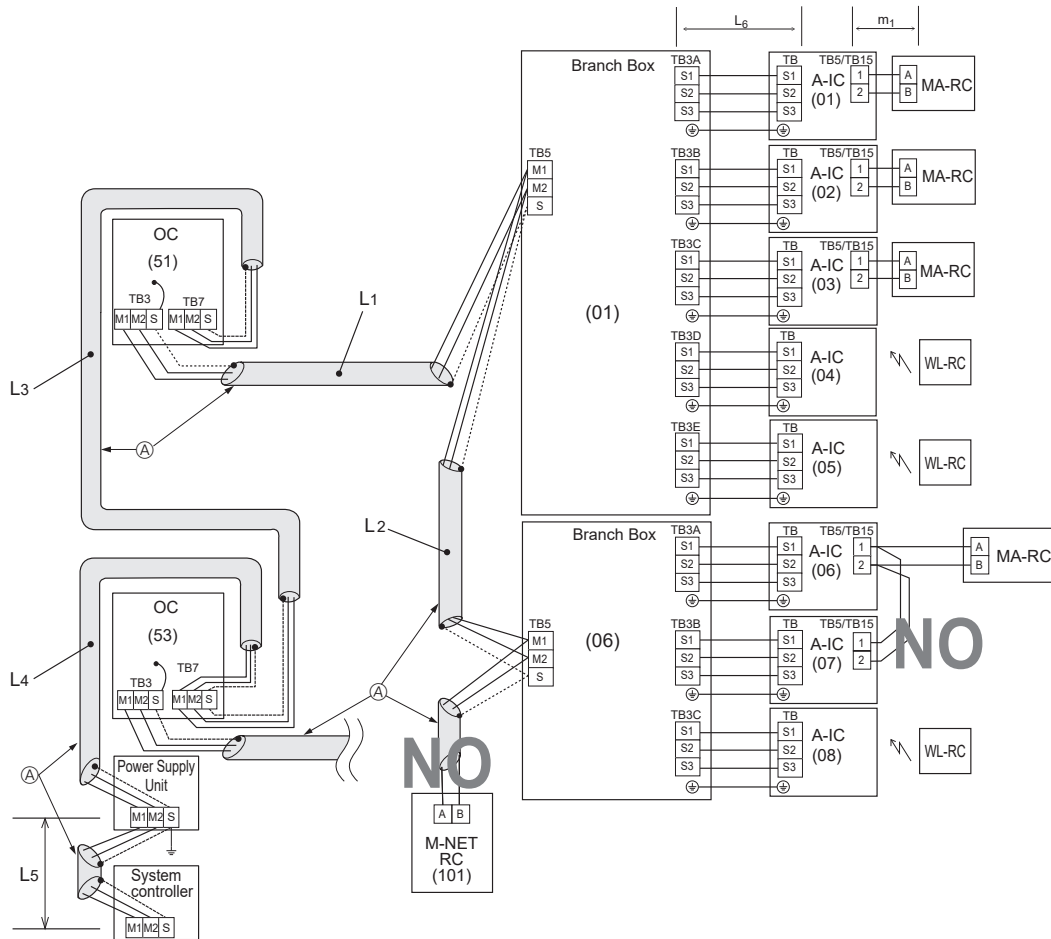 L6
m1
Branch Box
TB3A
S1
S2
S3
TB
S1
S2
S3
A-IC
(01)
TB5/TB15
1
2
A
B
MA-RC
TB5
M1
M2
S
TB3B
S1
S2
S3
TB
S1
S2
S3
A-IC
(02)
TB5/TB15
1
2
A
B
MA-RC
TB3C
S1
S2
S3
TB
S1
S2
S3
A-IC
(03)
TB5/TB15
1
2
A
B
MA-RC
(01)
TB3D
S1
S2
S3
TB
S1
S2
S3
A-IC
(04)
WL-RC
TB3E
S1
S2
S3
TB
S1
S2
S3
A-IC
(05)
WL-RC
OC
(51)
TB3
TB7
M1 M2 S
M1 M2 S
L1
L3
A
L2
Branch Box
TB3A
S1
S2
S3
TB
S1
S2
S3
A-IC
(06)
TB5/TB15
1
2
A
B
MA-RC
TB5
M1
M2
S
(06)
TB3B
S1
S2
S3
TB
S1
S2
S3
A-IC
(07)
TB5/TB15
1
2
NO
TB3C
S1
S2
S3
TB
S1
S2
S3
A-IC
(08)
WL-RC
OC
(53)
TB3
TB7
M1 M2 S
M1 M2 S
L4
A
A
NO
A B
M-NET
RC
(101)
Power Supply
Unit
M1 M2 S
L5
System
controller
M1 M2 S